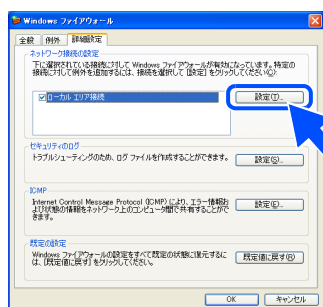 Windows ファイアウォール
全般 例外 詳細設定
ネットワーク接続の設定
下に選択されている接続に対して Windows ファイアウォールが有効になっています。特定の
接続に対して例外を追加するには、接続を選択して [設定] をクリックしてください(C):
ローカル エリア接続
設定(T)...
セキュリティのログ
トラブルシューティングのため、ログ ファイルを作成することができます。
設定(S)...
ICMP
Internet Control Message Protocol (ICMP) により、エラー情報お
よび状態の情報をネットワーク上のコンピュータ間で共有することがで
きます。
設定(E)...
既定の設定
Windows ファイアウォールの設定をすべて既定の状態に復元するに
は、[既定値に戻す] をクリックしてください。
既定値に戻す(R)
OK キャンセル